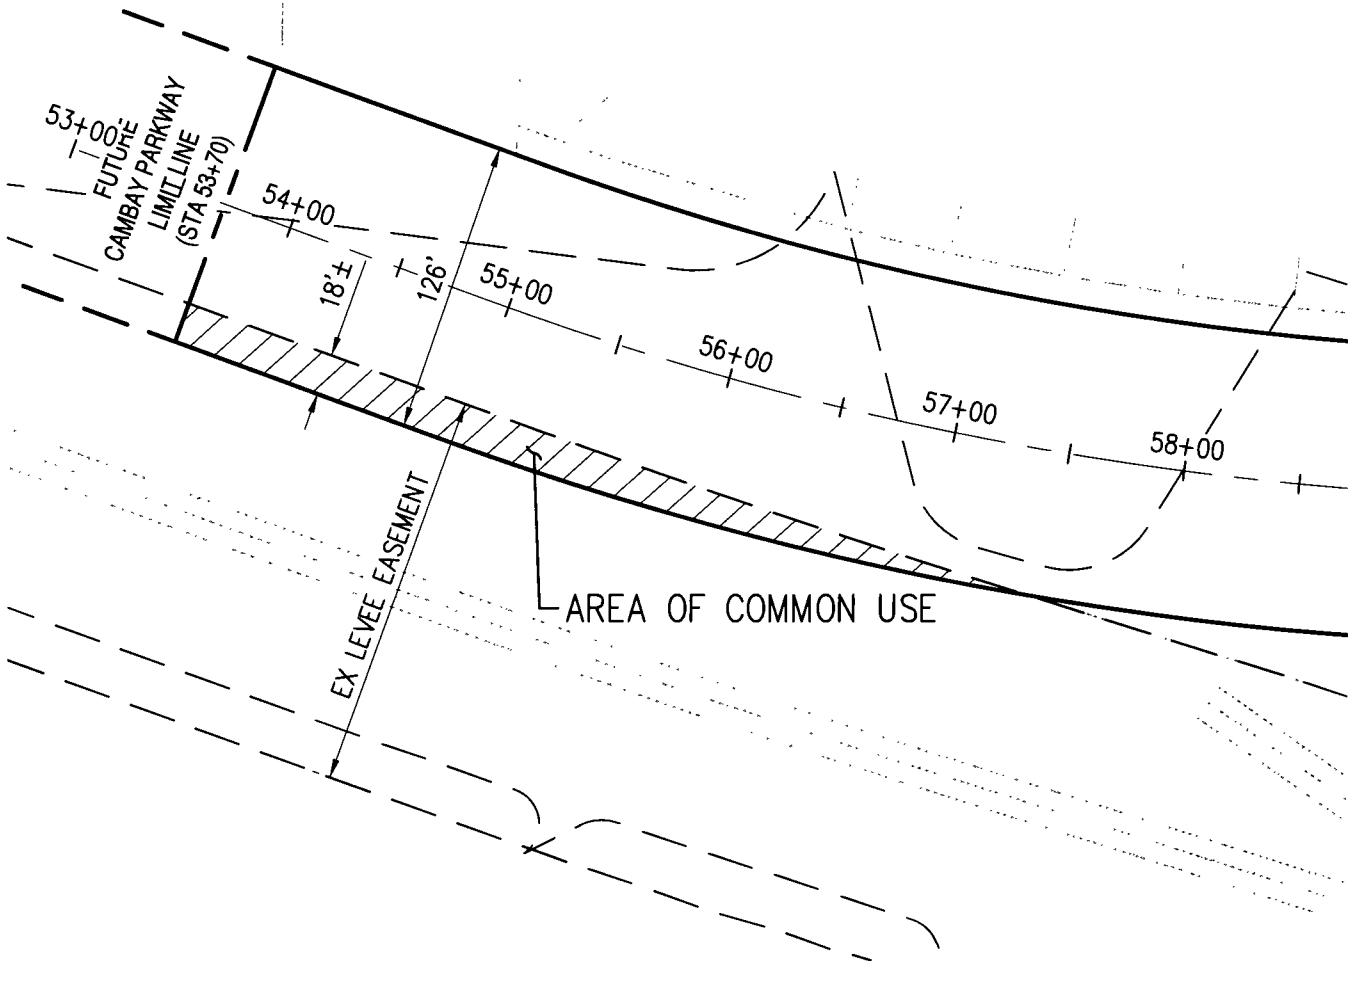 53+00
FUTURE
CAMBAY PARKWAY
LIMIT LINE
(STA 53+70)
54+00
18'±
126'
55+00
56+00
57+00
58+00
EX LEVEE EASEMENT
AREA OF COMMON USE